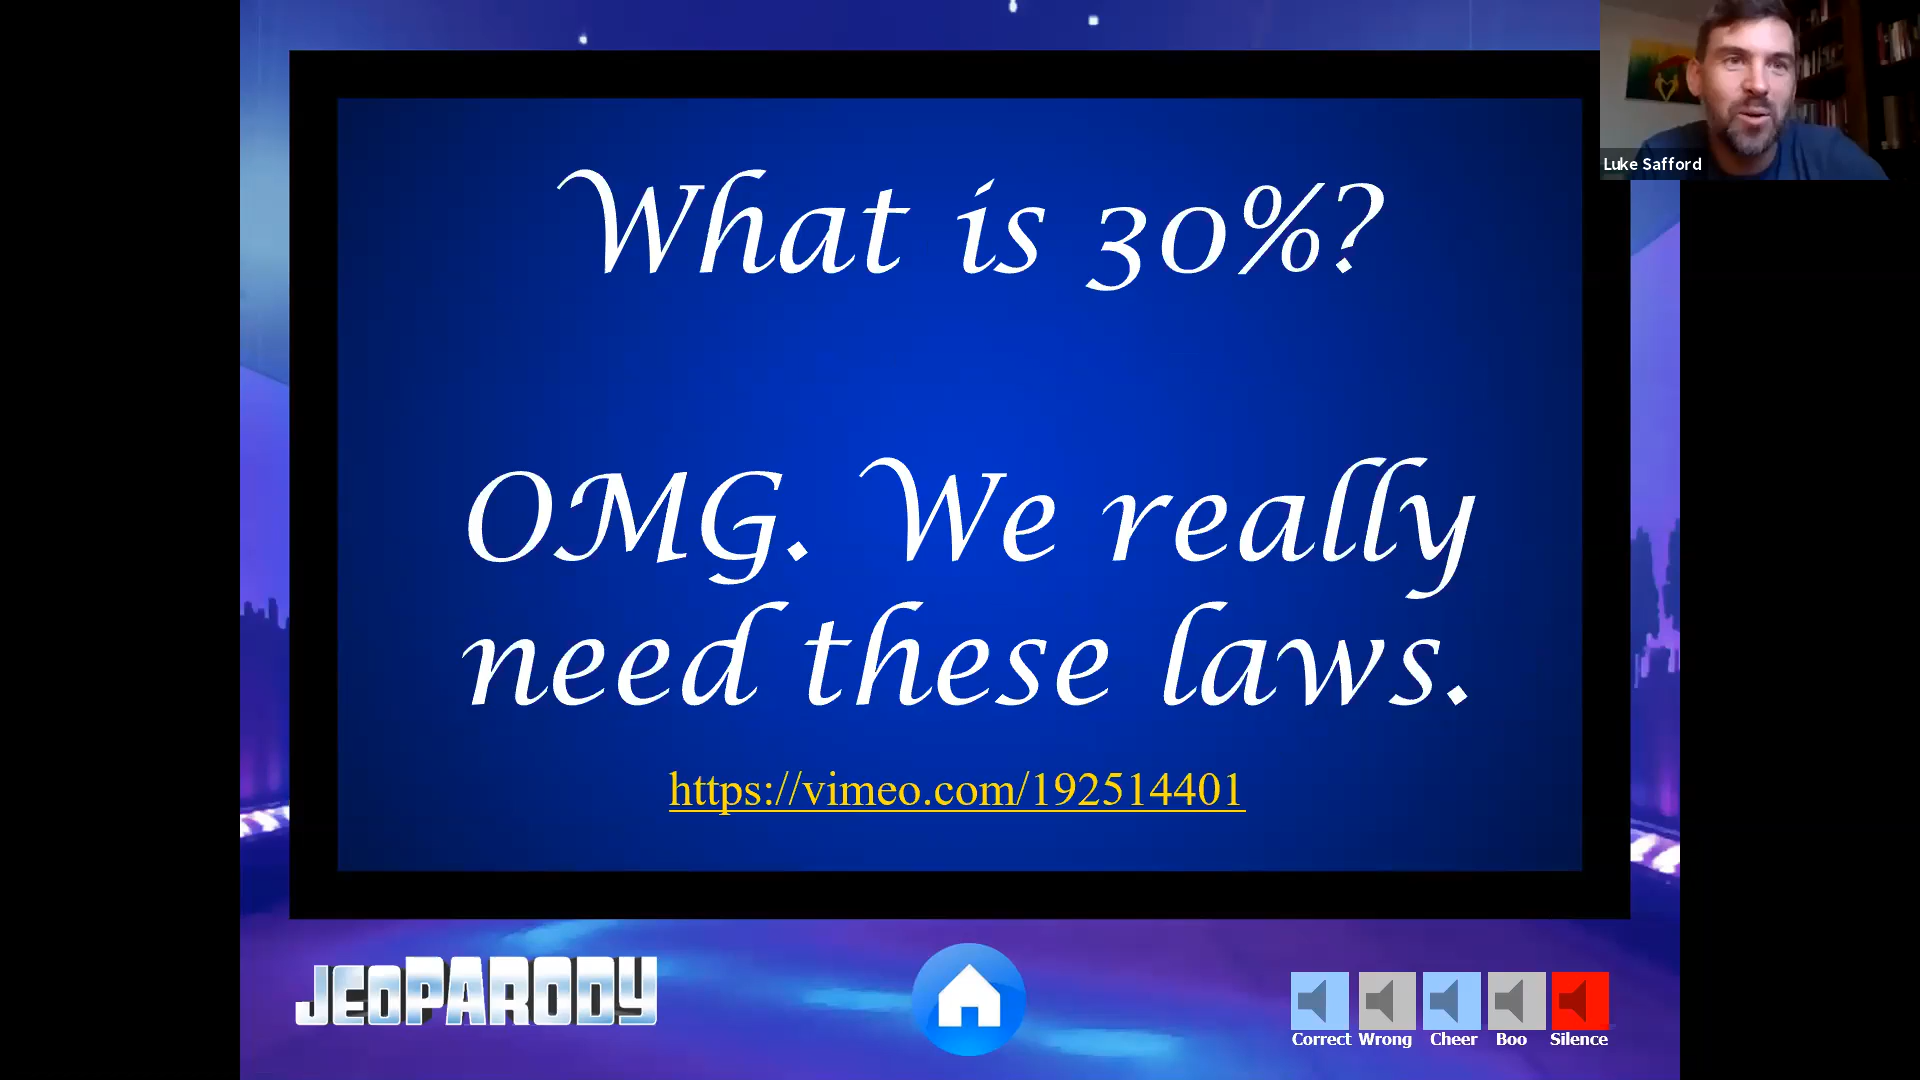 What is 30%?
Luke Safford
OMG. We really
need these laws.
https://vimeo.com/192514401
JEOPARODY
Correct Wrong Cheer Boo Silence